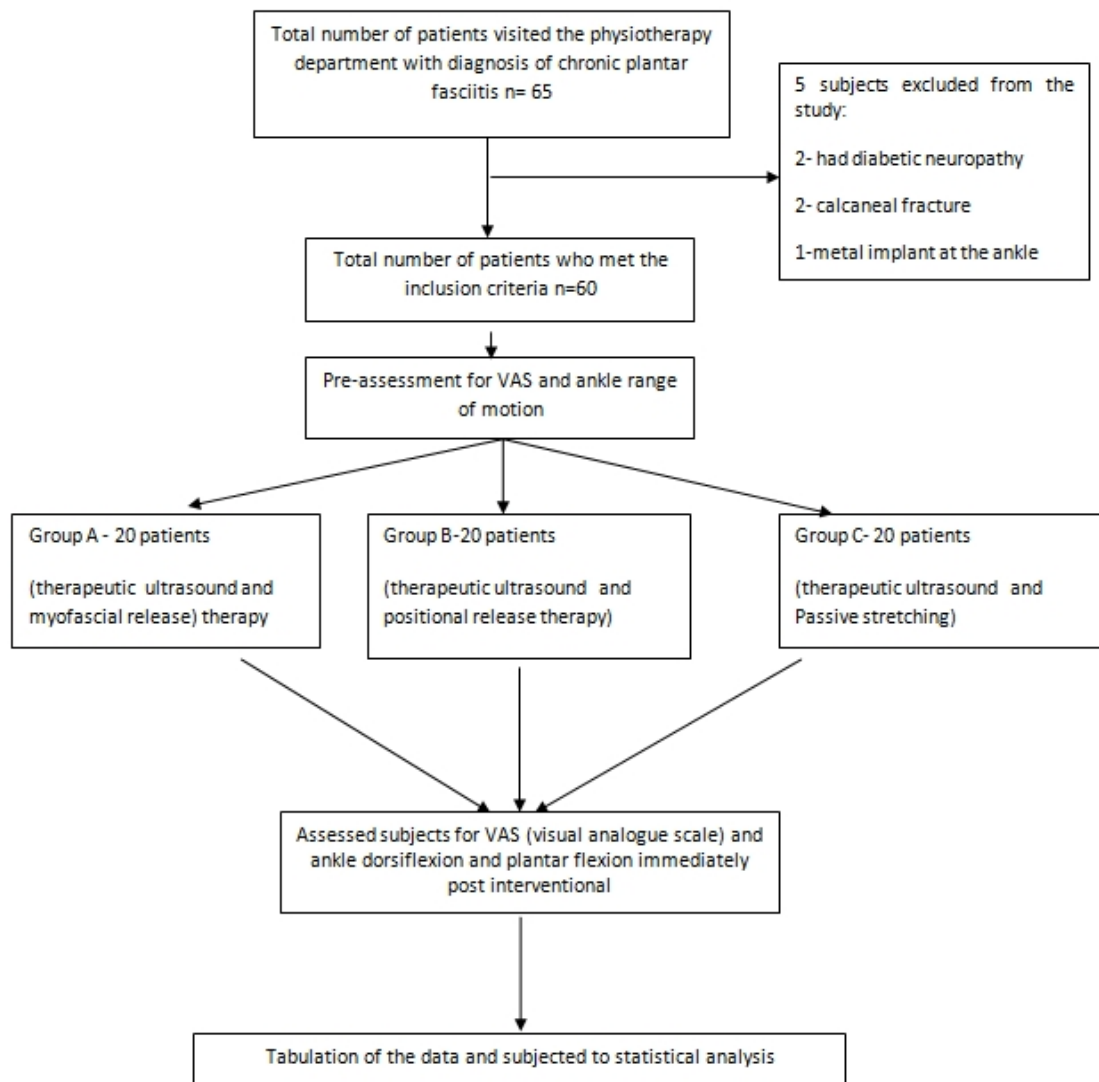 Total number of patients visited the physiotherapy
department with diagnosis of chronic plantar
fasciitis n= 65
5 subjects excluded from the
study:
2- had diabetic neuropathy
2- calcaneal fracture
1-metal implant at the ankle
Total number of patients who met the
inclusion criteria n=60
Pre-assessment for VAS and ankle range
of motion
Group A - 20 patients
(therapeutic ultrasound and
myofascial release) therapy
Group B-20 patients
(therapeutic ultrasound and
positional release therapy)
Group C- 20 patients
(therapeutic ultrasound and
Passive stretching)
Assessed subjects for VAS (visual analogue scale) and
ankle dorsiflexion and plantar flexion immediately
post interventional
Tabulation of the data and subjected to statistical analysis